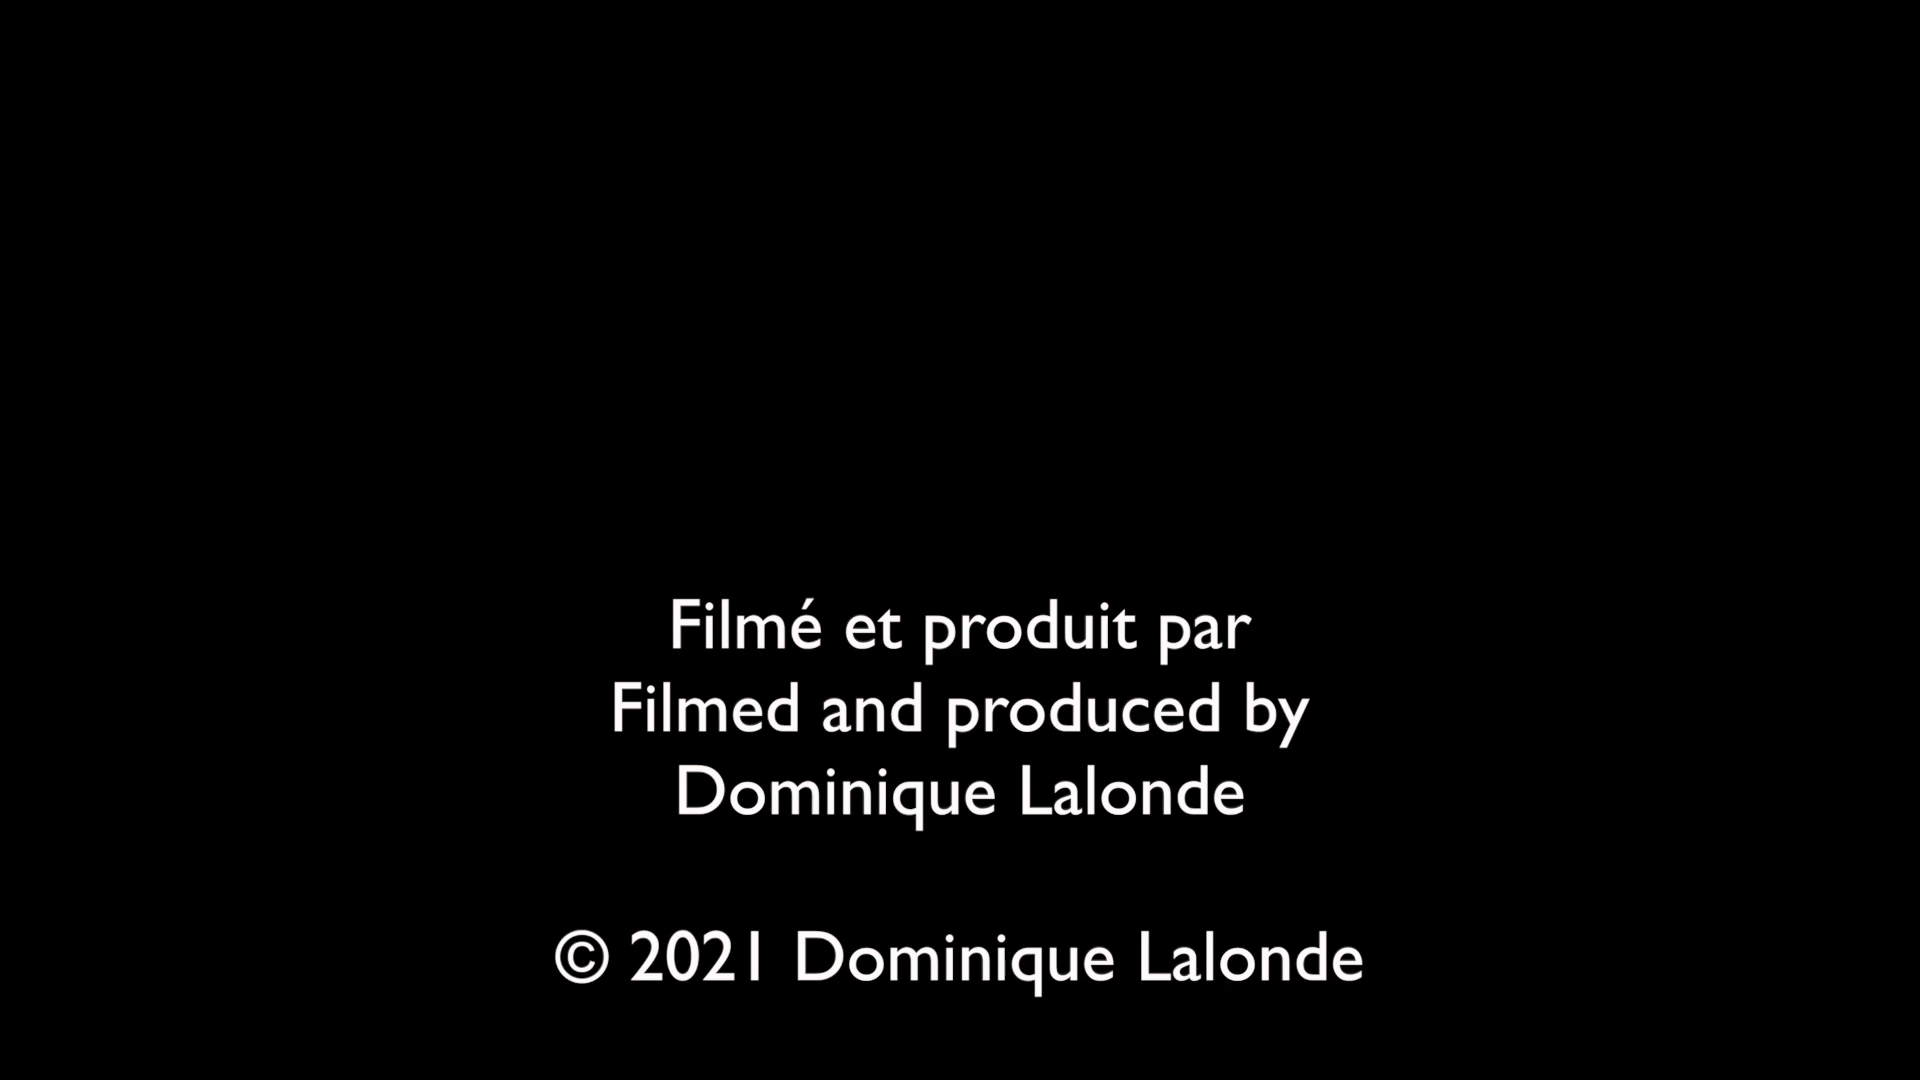 Filmé et produit par
Filmed and produced by
Dominique Lalonde
© 2021 Dominique Lalonde